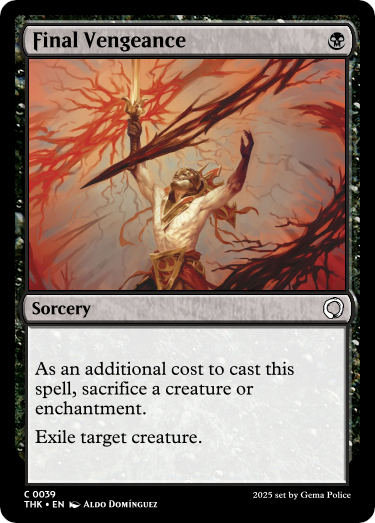 Final Vengeance
Sorcery
As an additional cost to cast this
spell, sacrifice a creature or
enchantment.
Exile target creature.
C 0039
THK • EN Aldo Domínguez
2025 set by Gema Police